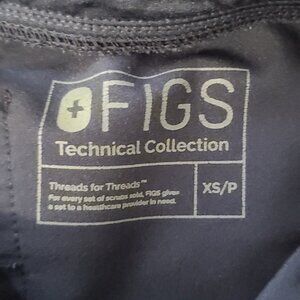 FIGS
Technical Collection
Threads for Threads™
For every set of scrubs sold, FIGS gives
a set to a healthcare provider in need.
XS/P